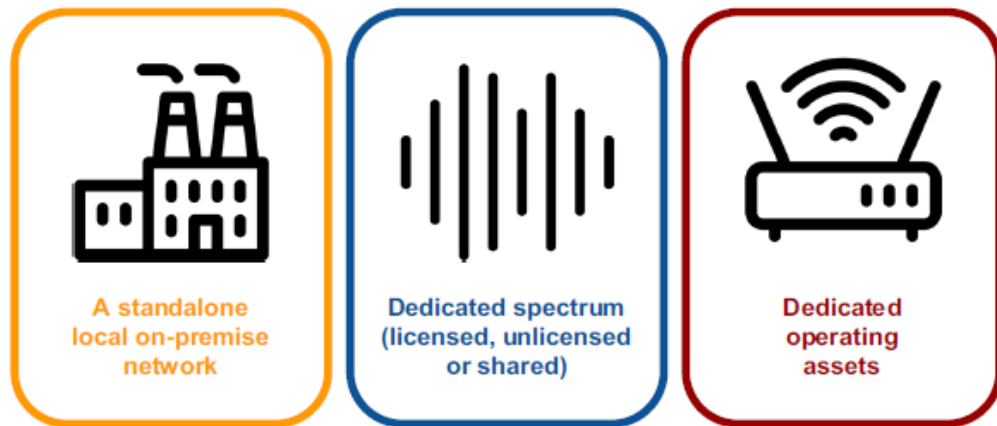 A standalone
local on-premise
network
Dedicated spectrum
(licensed, unlicensed
or shared)
Dedicated
operating
assets